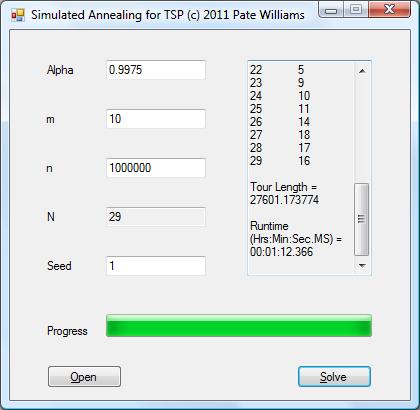 Simulated Annealing for TSP (c) 2011 Pate Williams
Alpha 0.9975
m 10
n 1000000
N 29
Seed 1
22 5
23 9
24 10
25 11
26 14
27 18
28 17
29 16
Tour Length =
27601.173774
Runtime
(Hrs:Min:Sec.MS) =
00:01:12.366
Progress
Open
Solve